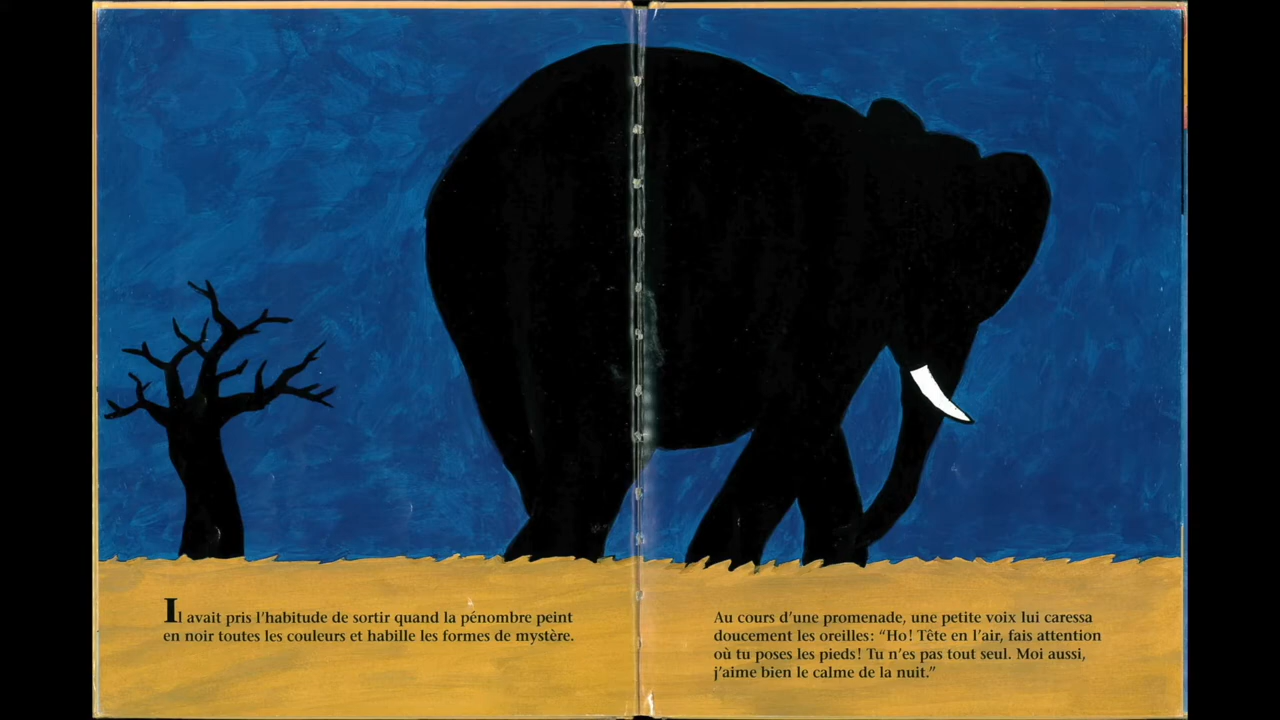 Il avait pris l'habitude de sortir quand la pénombre peint
en noir toutes les couleurs et habille les formes de mystère.
Au cours d'une promenade, une petite voix lui caressa
doucement les oreilles: “Ho! Tête en l'air, fais attention
où tu poses les pieds! Tu n'es pas tout seul. Moi aussi,
j'aime bien le calme de la nuit.”